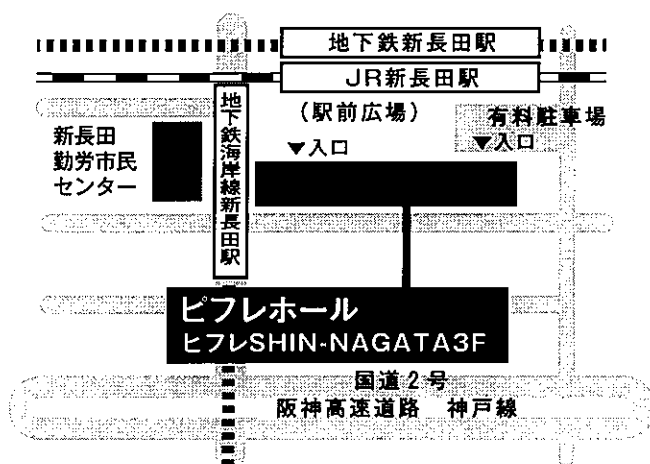 地下鉄新長田駅
JR新長田駅
(駅前広場)
有料駐車場
▼入口
▼入口
新長田
勤労市民
センター
地下鉄海岸線新長田駅
ピフレホール
ヒフレSHIN-NAGATA3F
国道2号
阪神高速道路 神戸線